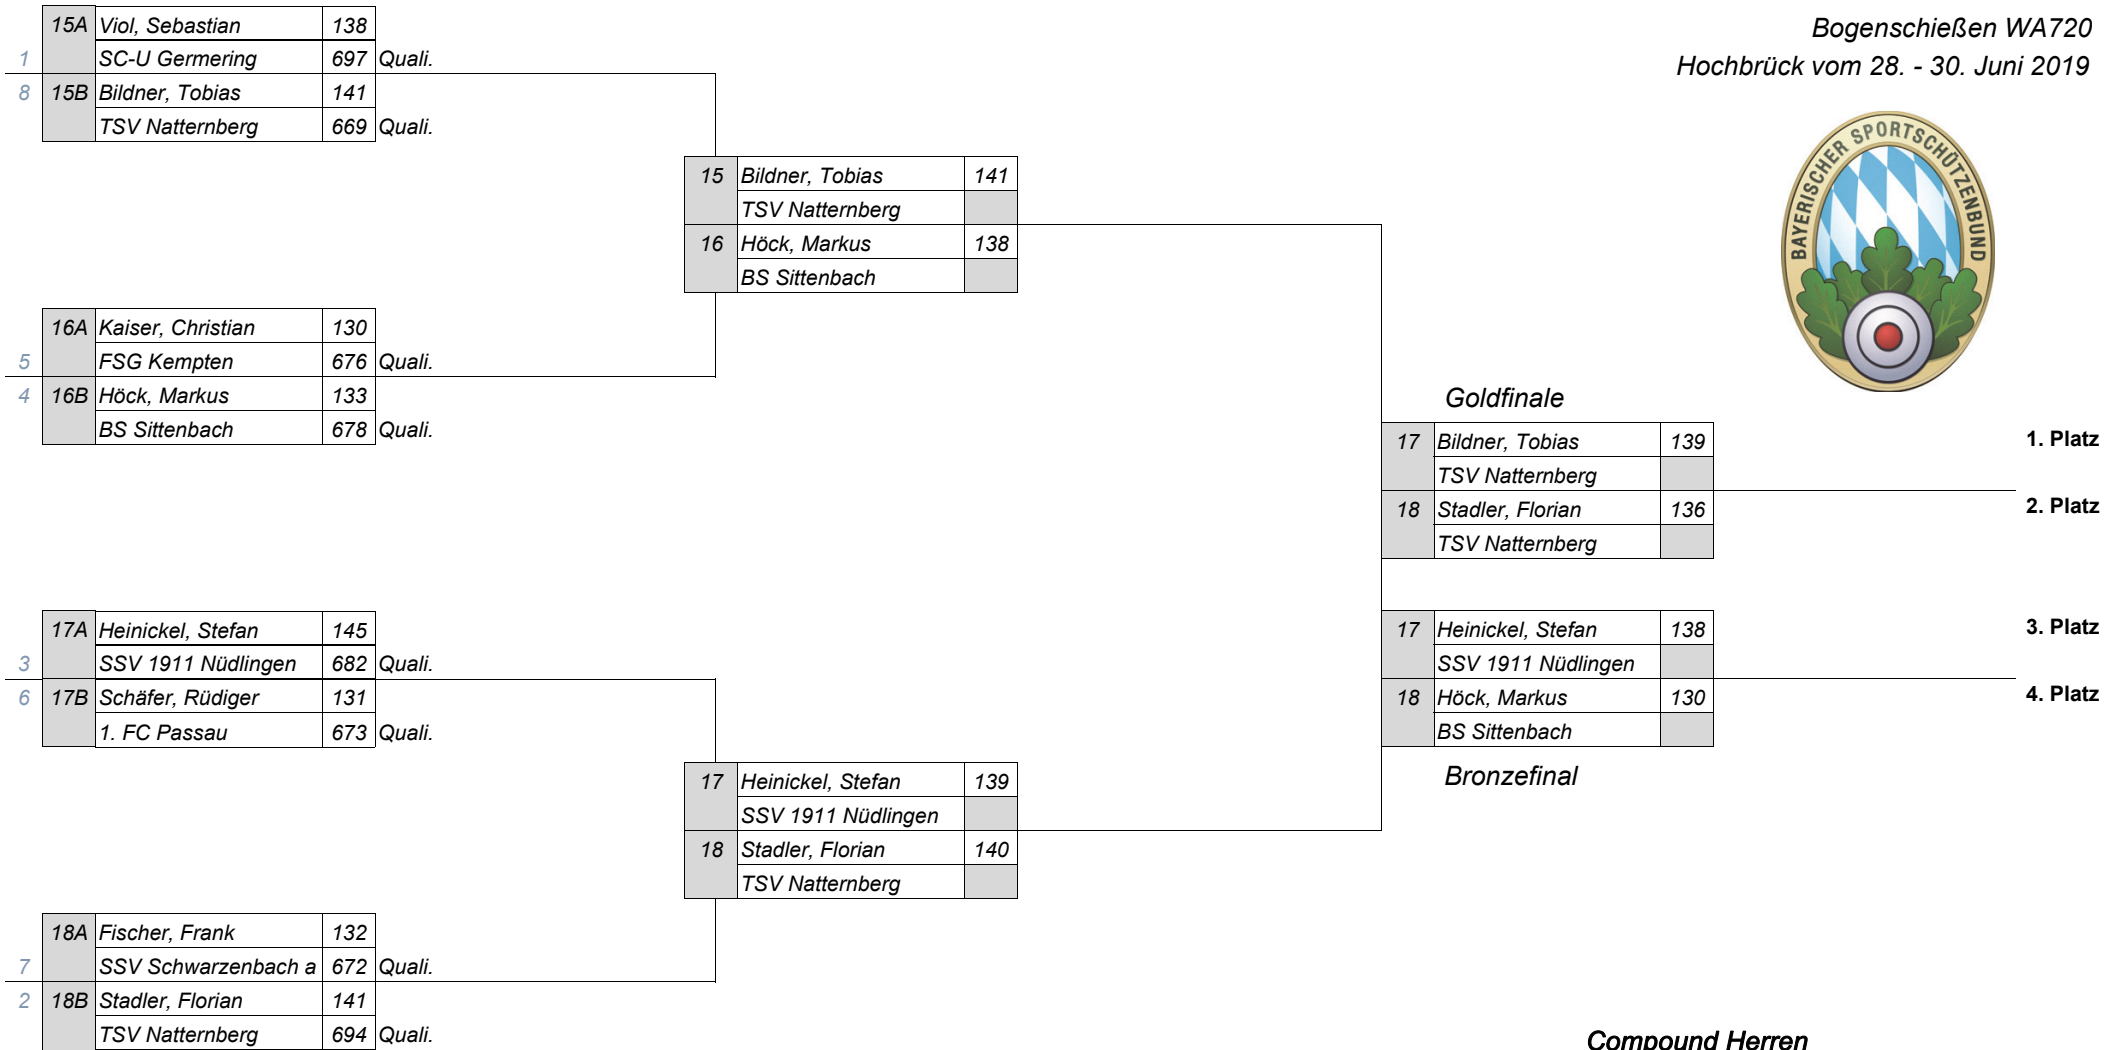 Bogenschießen WA720
Hochbrück vom 28. - 30. Juni 2019
BAYERISCHER SPORTSCHÜTZENBUND
15A Viol, Sebastian 138
1 SC-U Germering 697 Quali.
8 15B Bildner, Tobias 141
TSV Natternberg 669 Quali.
15 Bildner, Tobias 141
TSV Natternberg
16 Höck, Markus 138
BS Sittenbach
16A Kaiser, Christian 130
5 FSG Kempten 676 Quali.
4 16B Höck, Markus 133
BS Sittenbach 678 Quali.
Goldfinale
17 Bildner, Tobias 139 1. Platz
TSV Natternberg
18 Stadler, Florian 136 2. Platz
TSV Natternberg
17A Heinickel, Stefan 145
3 SSV 1911 Nüdlingen 682 Quali.
6 17B Schäfer, Rüdiger 131
1. FC Passau 673 Quali.
17 Heinickel, Stefan 138 3. Platz
SSV 1911 Nüdlingen
18 Höck, Markus 130 4. Platz
BS Sittenbach
Bronzefinal
17 Heinickel, Stefan 139
SSV 1911 Nüdlingen
18 Stadler, Florian 140
TSV Natternberg
18A Fischer, Frank 132
7 SSV Schwarzenbach a 672 Quali.
2 18B Stadler, Florian 141
TSV Natternberg 694 Quali.
Compound Herren